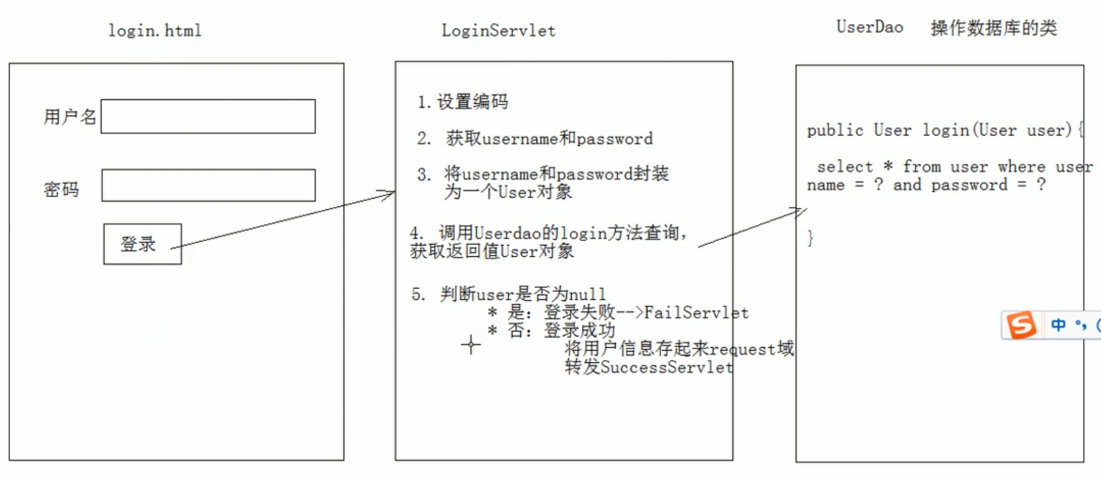 login.html
用户名
密码
登录
LoginServlet
1.设置编码
2. 获取username和password
3. 将username和password封装
为一个User对象
4. 调用Userdao的login方法查询,
获取返回值User对象
5. 判断user是否为null
* 是: 登录失败-->FailServlet
* 否: 登录成功
将用户信息存起来request域
转发SuccessServlet
UserDao 操作数据库的类
public User login(User user){
select * from user where user
name = ? and password = ?
}
S 中 °,